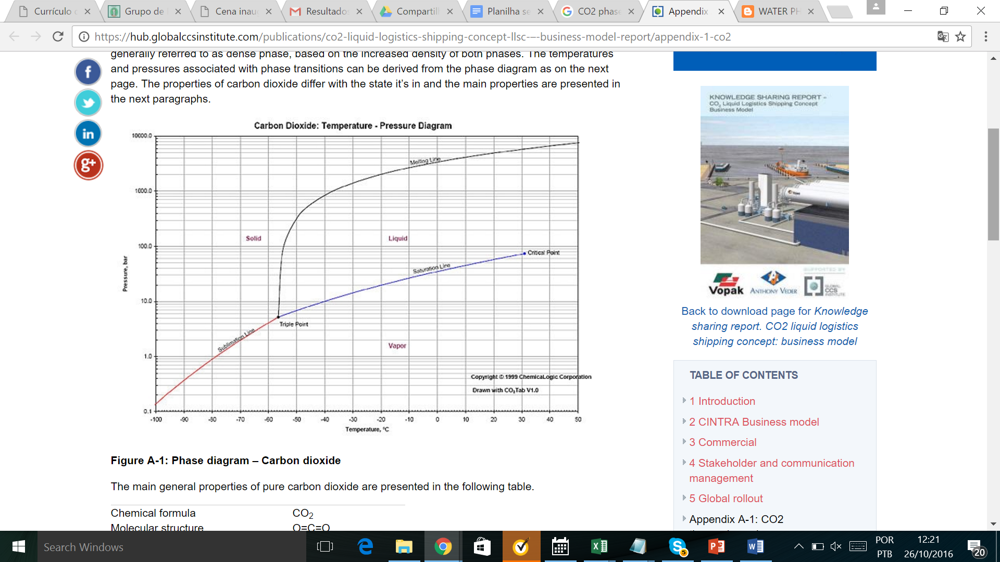 Currículo
Grupo de
Cena inau
Resultados
Compartil
Planilha se
CO2 phase
Appendix
WATER PH
https://hub.globalccsinstitute.com/publications/co2-liquid-logistics-shipping-concept-llsc-–-business-model-report/appendix-1-co2
generally referred to as dense phase, based on the increased density of both phases. The temperatures
and pressures associated with phase transitions can be derived from the phase diagram as on the next
page. The properties of carbon dioxide differ with the state it's in and the main properties are presented in
the next paragraphs.
f
in
g+
Carbon Dioxide: Temperature - Pressure Diagram
10000.0
1000.0
100.0
10.0
1.0
0.1
Pressure, bar
Melting Line
Solid
Liquid
Critical Point
Saturation Line
Triple Point
Sublimation Line
Vapor
Copyright © 1999 ChemicaLogic Corporation
Drawn with CO₂Tab V1.0
-100 -90 -80 -70 -60 -50 -40 -30 -20 -10 0 10 20 30 40 50
Temperature, °C
Figure A-1: Phase diagram – Carbon dioxide
The main general properties of pure carbon dioxide are presented in the following table.
Chemical formula CO₂
Molecular structure O=C=O
KNOWLEDGE SHARING REPORT –
CO₂ Liquid Logistics Shipping Concept
Business Model
Vopak
SUPPORTED BY
Vopak
ANTHONY VEDER
GLOBAL
CCS
INSTITUTE
Back to download page for Knowledge
sharing report. CO2 liquid logistics
shipping concept: business model
TABLE OF CONTENTS
1 Introduction
2 CINTRA Business model
3 Commercial
4 Stakeholder and communication
management
5 Global rollout
Appendix A-1: CO2
Search Windows
5
POR
PTB
12:21
26/10/2016
20